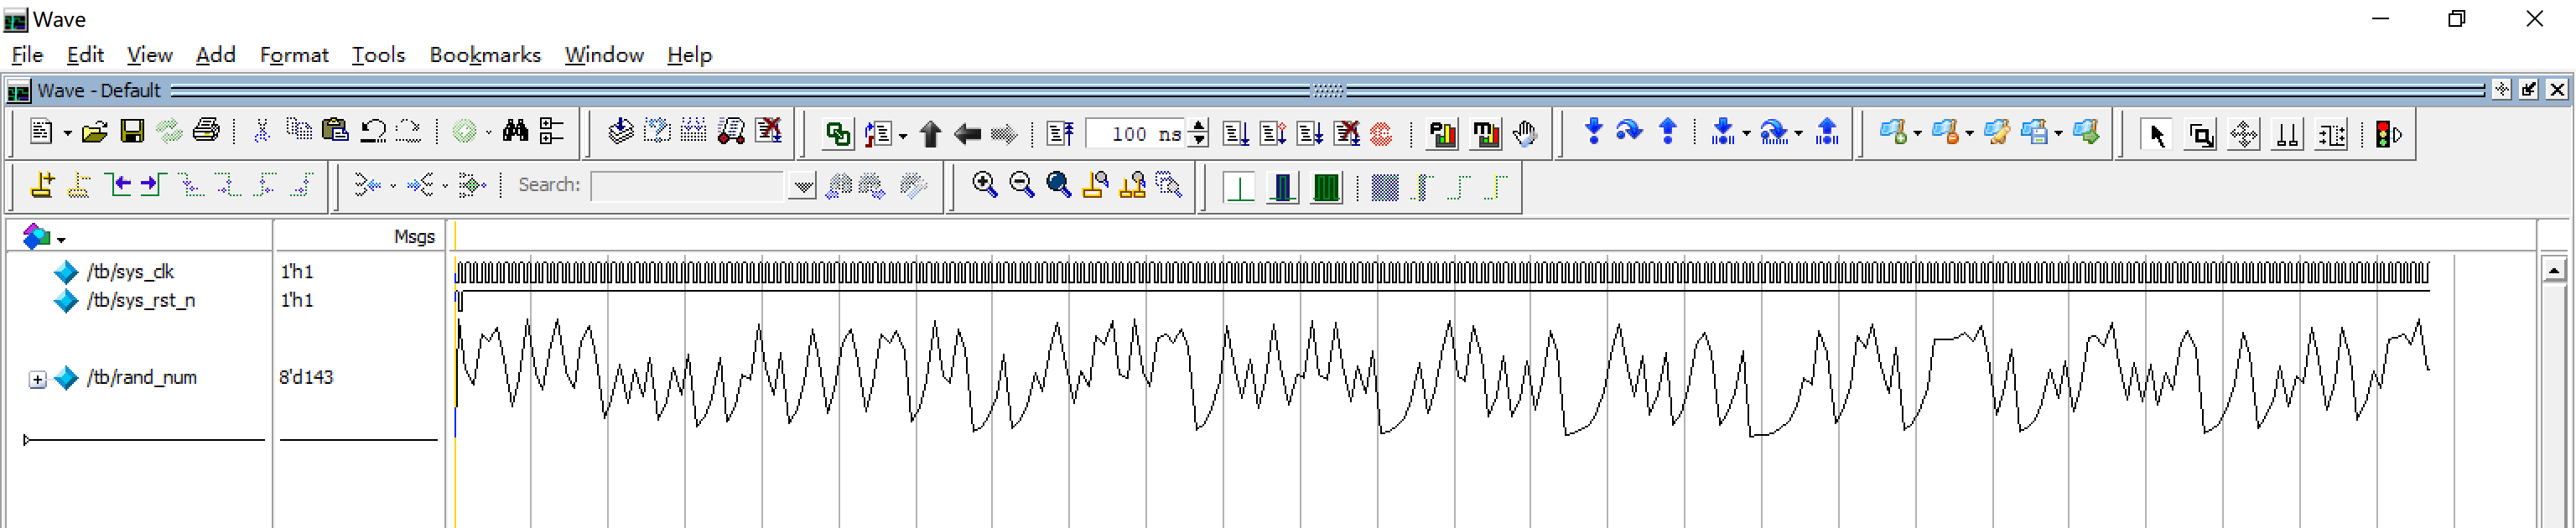 Wave
File Edit View Add Format Tools Bookmarks Window Help
Wave - Default
100 ns
Search:
Msgs
/tb/sys_clk 1'h1
/tb/sys_rst_n 1'h1
/tb/rand_num 8'd143